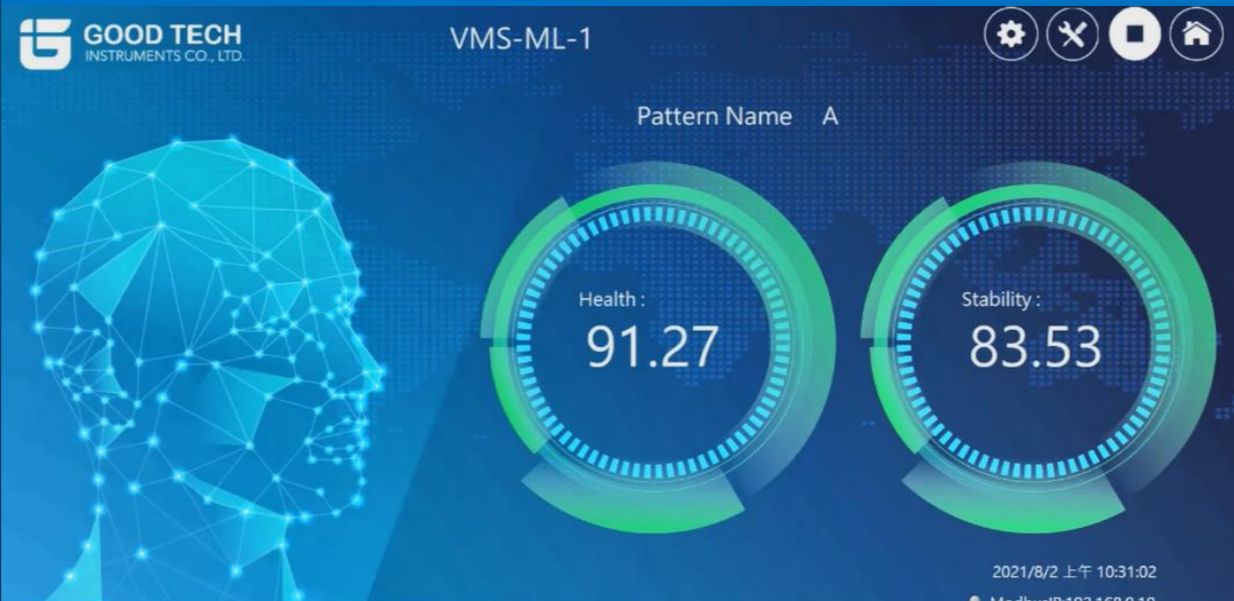 GOOD TECH
INSTRUMENTS CO., LTD.
VMS-ML-1
Pattern Name A
Health :
91.27
Stability :
83.53
2021/8/2 上午 10:31:02